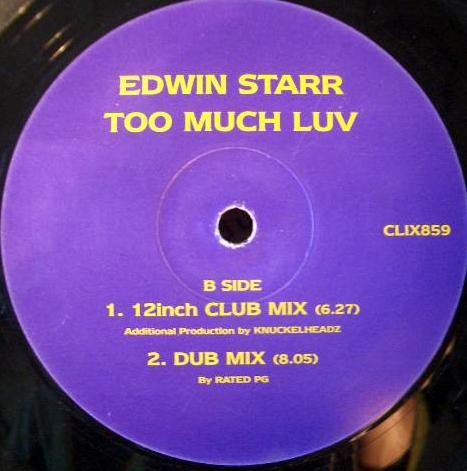 EDWIN STARR
TOO MUCH LUV
CLIX859
B SIDE
1. 12inch CLUB MIX (6.27)
Additional Production by KNUCKELHEADZ
2. DUB MIX (8.05)
By RATED PG